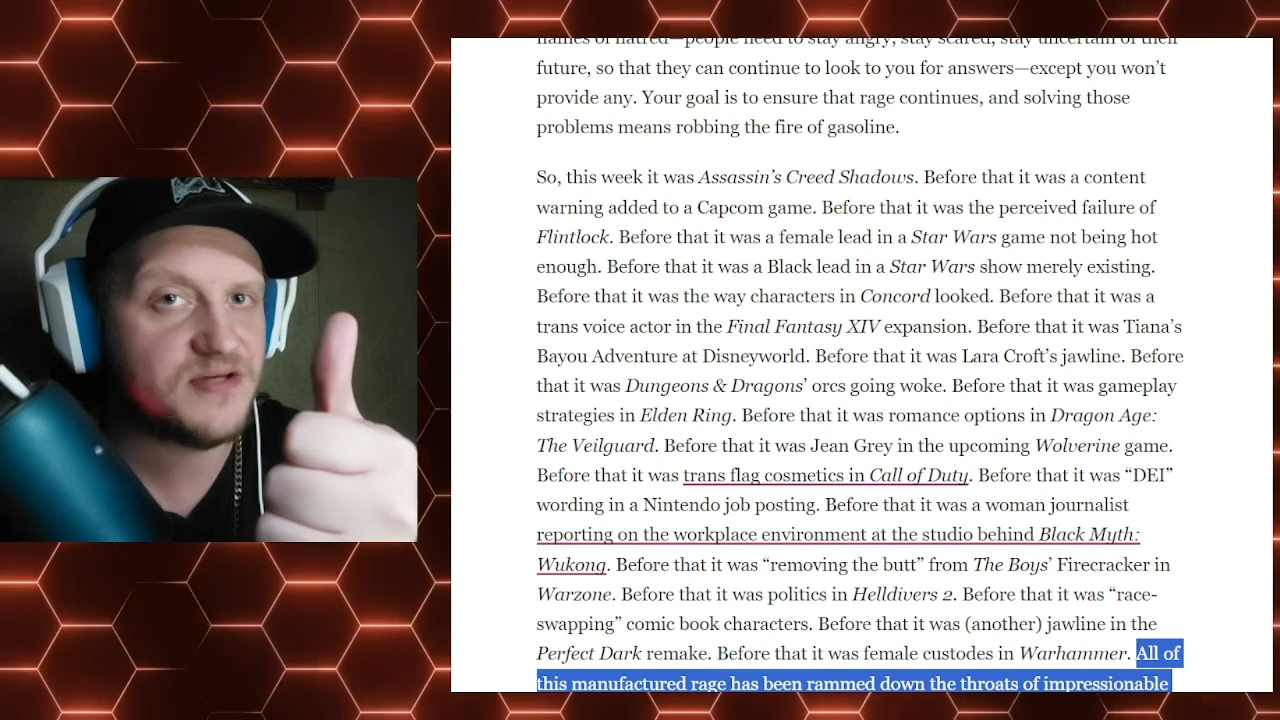 names of hatred—people need to stay angry, stay scared, stay uncertain of their
future, so that they can continue to look to you for answers—except you won’t
provide any. Your goal is to ensure that rage continues, and solving those
problems means robbing the fire of gasoline.
So, this week it was Assassin’s Creed Shadows. Before that it was a content
warning added to a Capcom game. Before that it was the perceived failure of
Flintlock. Before that it was a female lead in a Star Wars game not being hot
enough. Before that it was a Black lead in a Star Wars show merely existing.
Before that it was the way characters in Concord looked. Before that it was a
trans voice actor in the Final Fantasy XIV expansion. Before that it was Tiana’s
Bayou Adventure at Disneyworld. Before that it was Lara Croft’s jawline. Before
that it was Dungeons & Dragons’ orcs going woke. Before that it was gameplay
strategies in Elden Ring. Before that it was romance options in Dragon Age:
The Veilguard. Before that it was Jean Grey in the upcoming Wolverine game.
Before that it was trans flag cosmetics in Call of Duty. Before that it was “DEI”
wording in a Nintendo job posting. Before that it was a woman journalist
reporting on the workplace environment at the studio behind Black Myth:
Wukong. Before that it was “removing the butt” from The Boys’ Firecracker in
Warzone. Before that it was politics in Helldivers 2. Before that it was “race-
swapping” comic book characters. Before that it was (another) jawline in the
Perfect Dark remake. Before that it was female custodes in Warhammer. All of
this manufactured rage has been rammed down the throats of impressionable